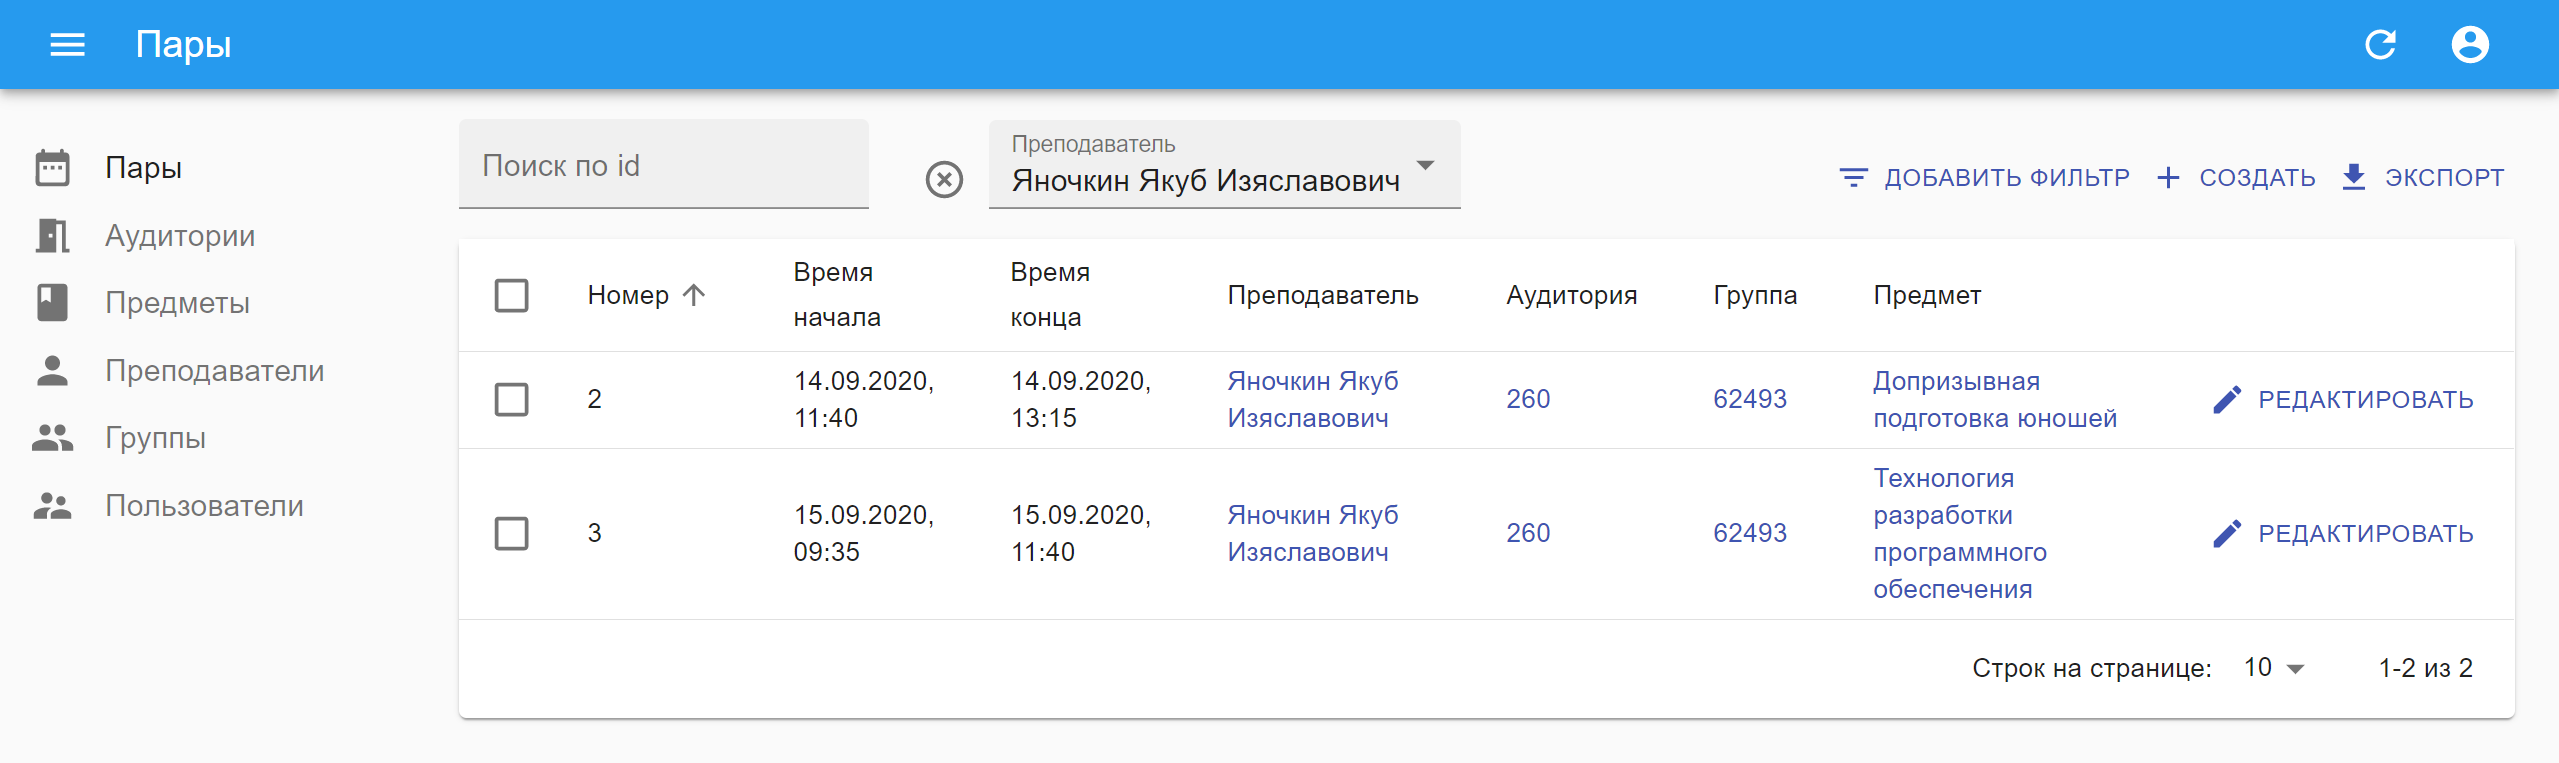 Пары
Пары
Аудитории
Предметы
Преподаватели
Группы
Пользователи
Поиск по id
Преподаватель
Яночкин Якуб Изяславович
ДОБАВИТЬ ФИЛЬТР
СОЗДАТЬ
ЭКСПОРТ
Номер
Время
начала
Время
конца
Преподаватель
Аудитория
Группа
Предмет
2
14.09.2020,
11:40
14.09.2020,
13:15
Яночкин Якуб
Изяславович
260
62493
Допризывная
подготовка юношей
РЕДАКТИРОВАТЬ
3
15.09.2020,
09:35
15.09.2020,
11:40
Яночкин Якуб
Изяславович
260
62493
Технология
разработки
программного
обеспечения
РЕДАКТИРОВАТЬ
Строк на странице:
10
1-2 из 2